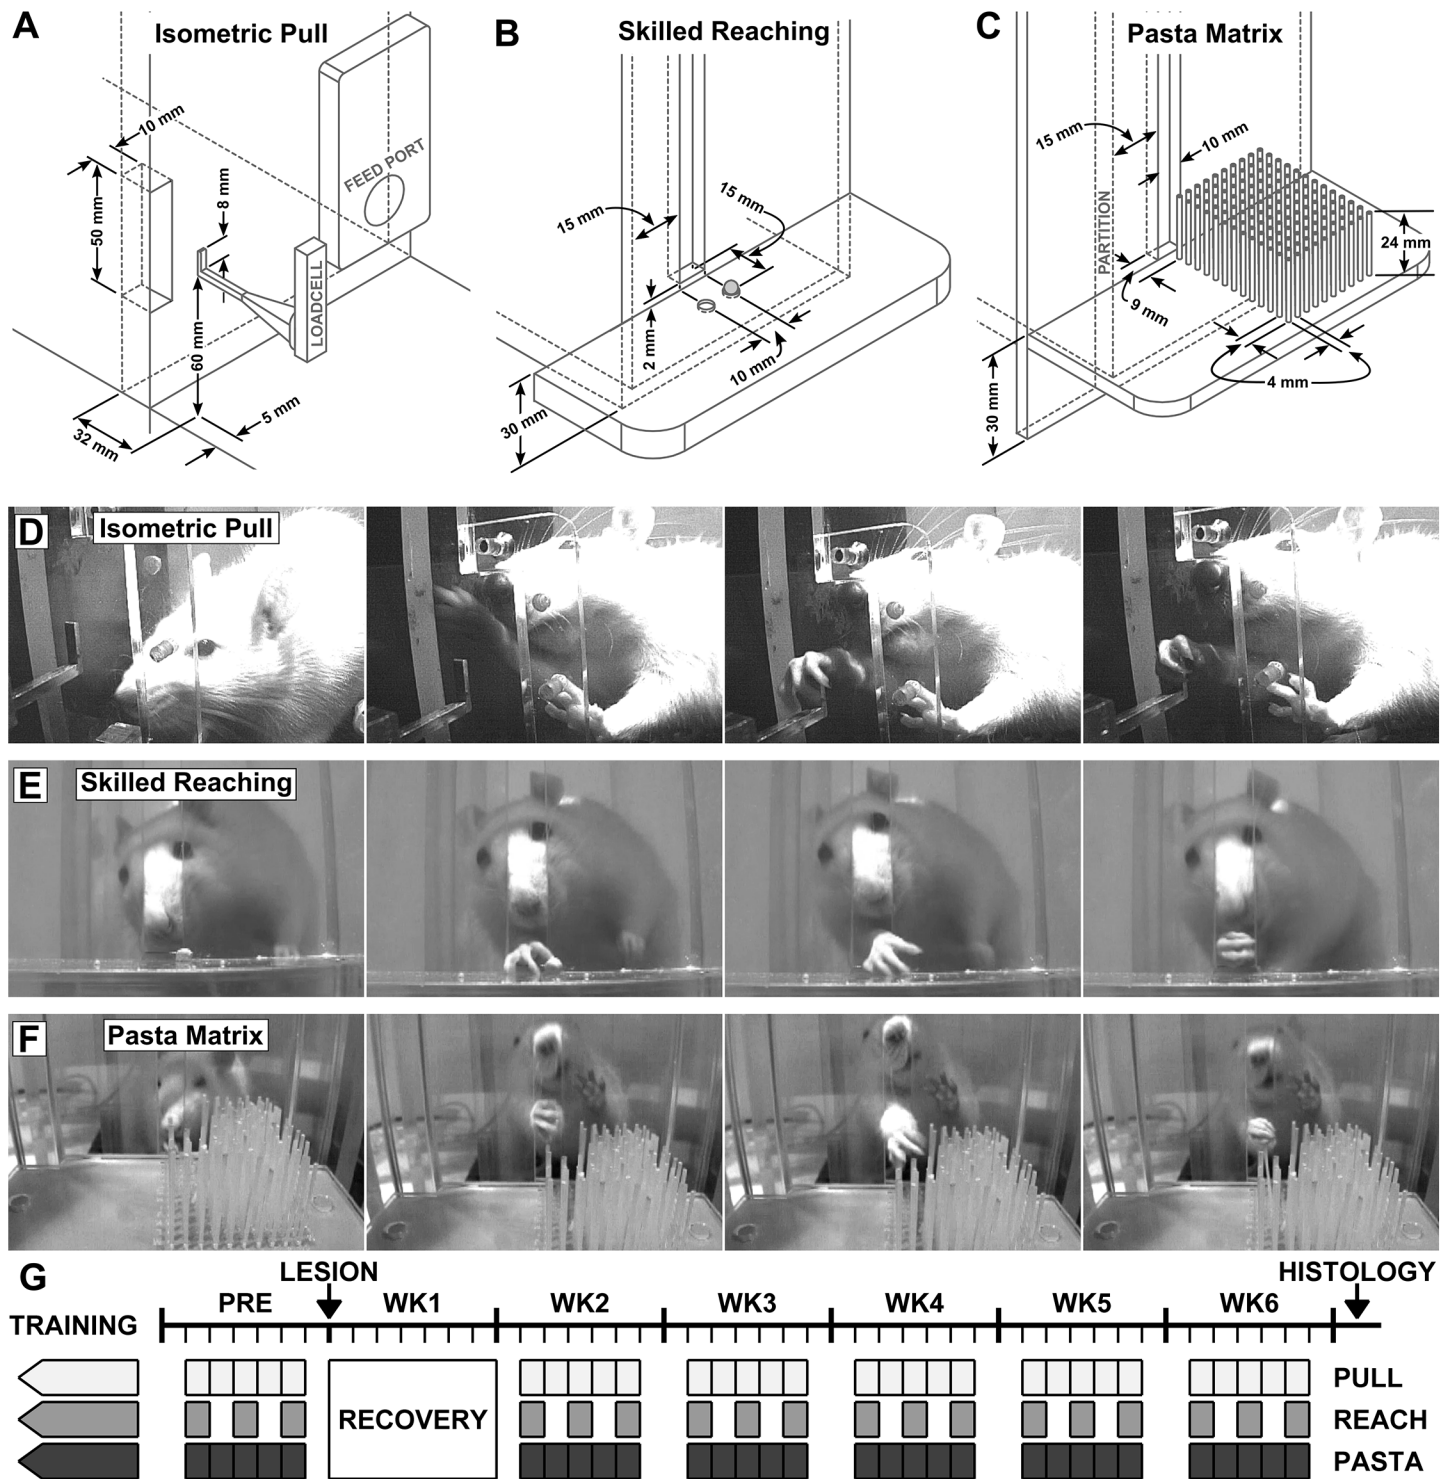 A
Isometric Pull
10 mm
50 mm
8 mm
FEED PORT
LOADCELL
60 mm
32 mm
5 mm
B
Skilled Reaching
15 mm
15 mm
2 mm
10 mm
30 mm
C
Pasta Matrix
15 mm
10 mm
PARTITION
24 mm
9 mm
4 mm
30 mm
D
Isometric Pull
E
Skilled Reaching
F
Pasta Matrix
G
LESION
HISTOLOGY
TRAINING
PRE
WK1
WK2
WK3
WK4
WK5
WK6
RECOVERY
PULL
REACH
PASTA